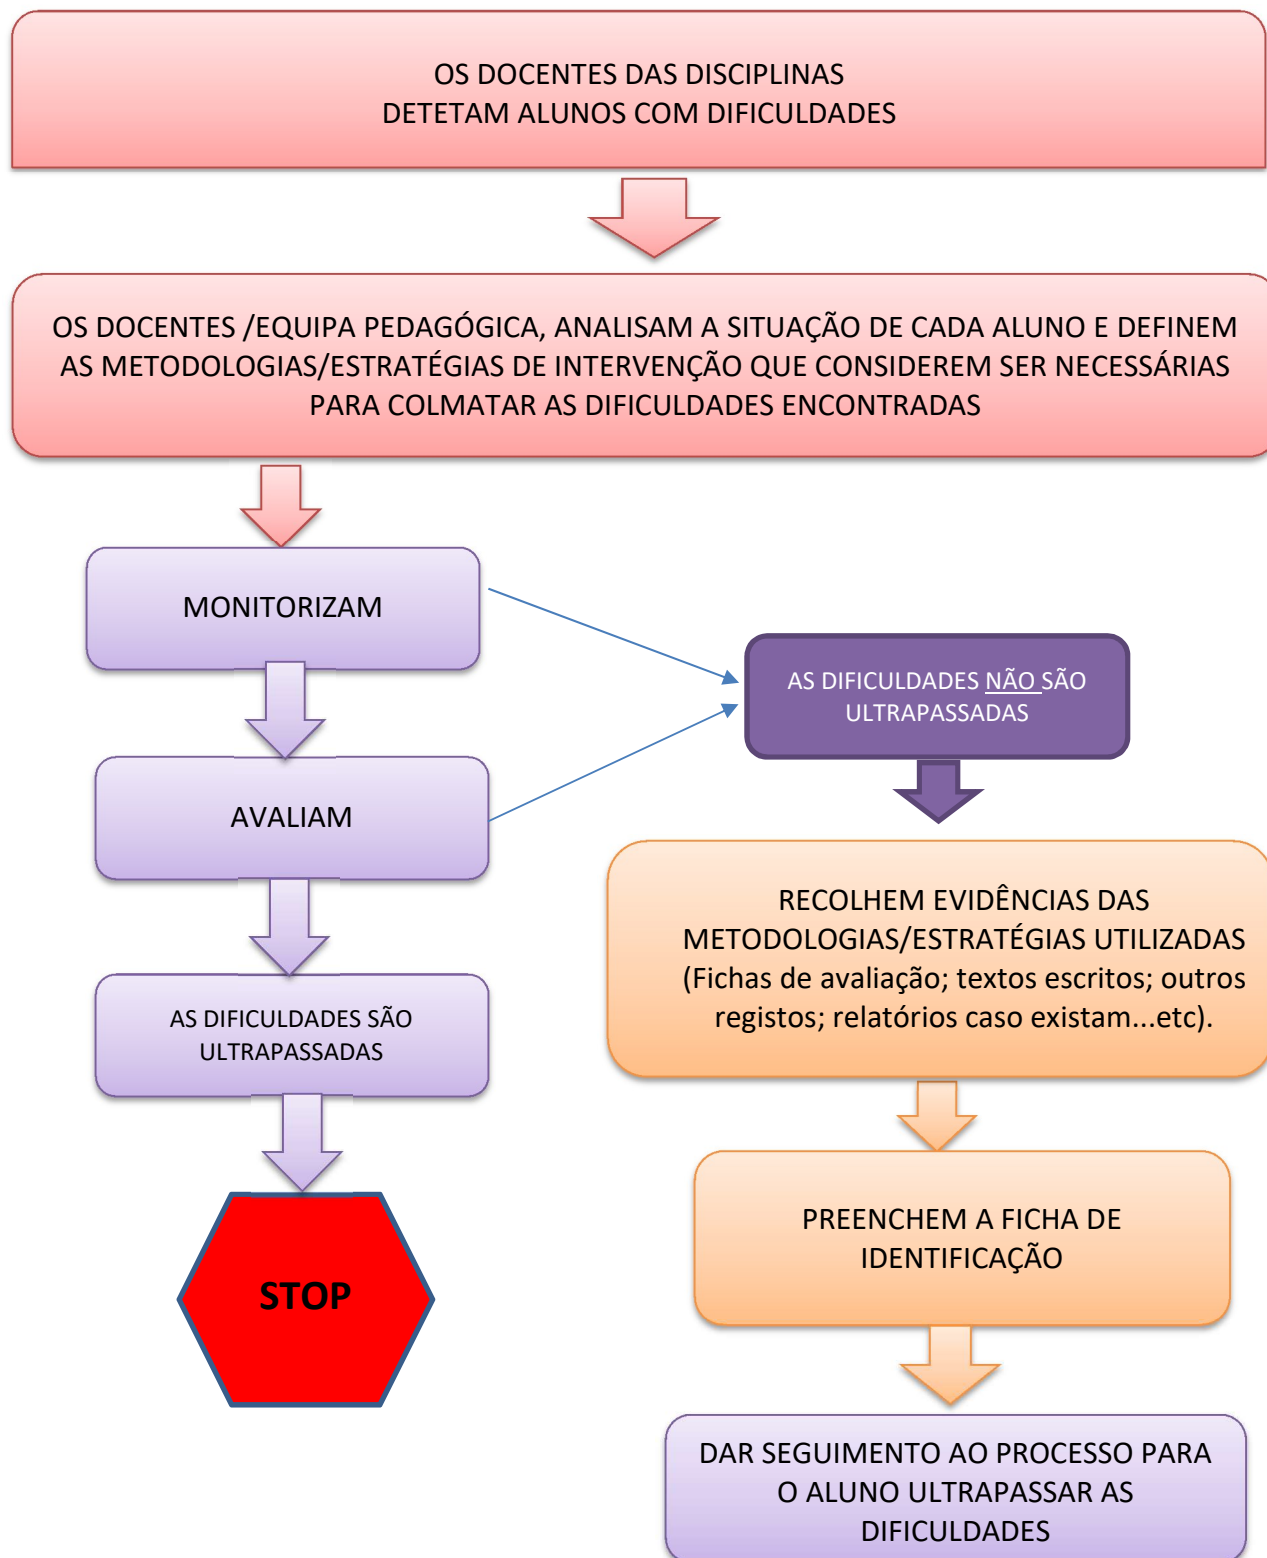 OS DOCENTES DAS DISCIPLINAS
DETETAM ALUNOS COM DIFICULDADES
OS DOCENTES /EQUIPA PEDAGÓGICA, ANALISAM A SITUAÇÃO DE CADA ALUNO E DEFINEM
AS METODOLOGIAS/ESTRATÉGIAS DE INTERVENÇÃO QUE CONSIDEREM SER NECESSÁRIAS
PARA COLMATAR AS DIFICULDADES ENCONTRADAS
MONITORIZAM
AVALIAM
AS DIFICULDADES SÃO
ULTRAPASSADAS
STOP
AS DIFICULDADES NÃO SÃO
ULTRAPASSADAS
RECOLHEM EVIDÊNCIAS DAS
METODOLOGIAS/ESTRATÉGIAS UTILIZADAS
(Fichas de avaliação; textos escritos; outros
registos; relatórios caso existam...etc).
PREENCHEM A FICHA DE
IDENTIFICAÇÃO
DAR SEGUIMENTO AO PROCESSO PARA
O ALUNO ULTRAPASSAR AS
DIFICULDADES